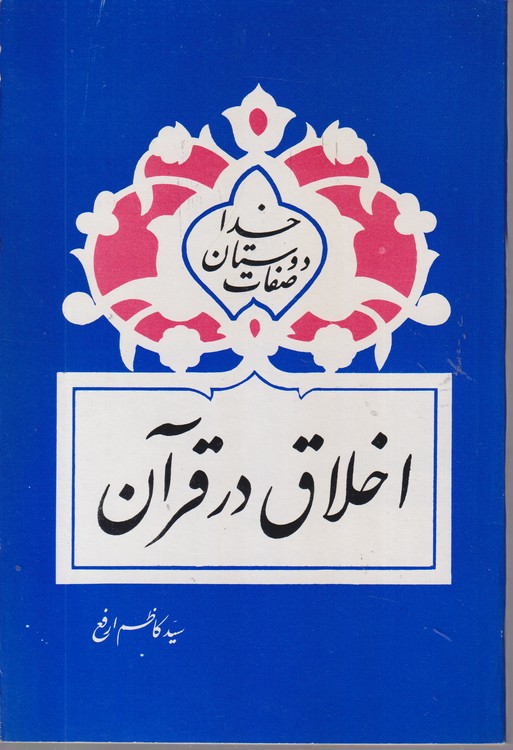 خدا
دوستان
صفات
اخلاق در قرآن
سید کاظم ارفع